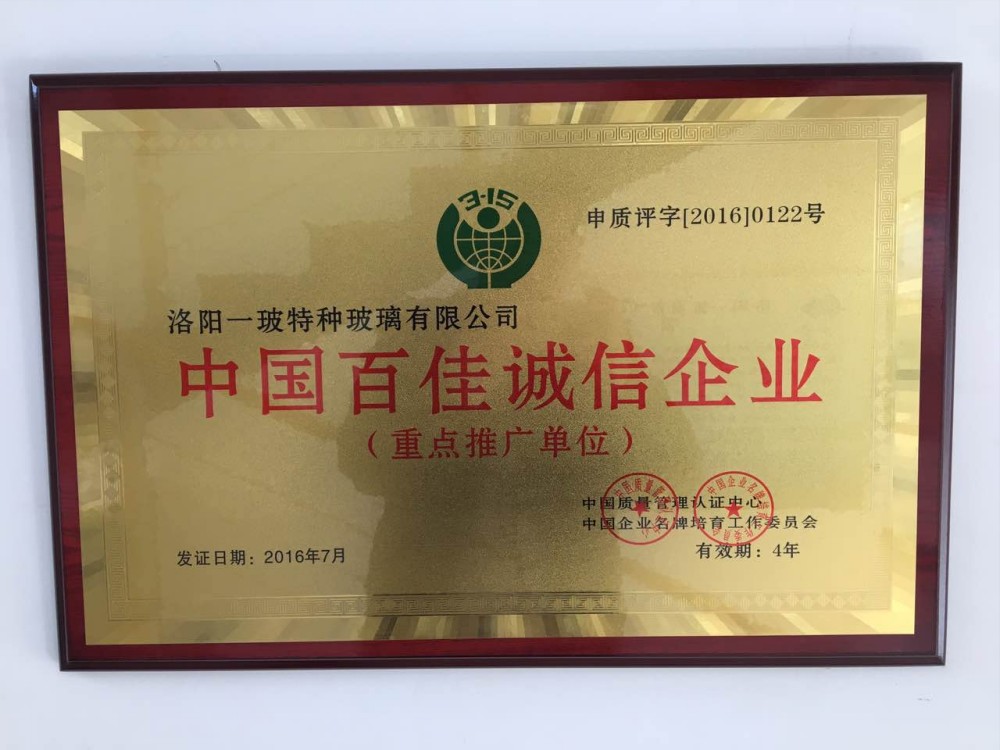 3·15
申质评字[2016]0122号
洛阳一玻特种玻璃有限公司
中国百佳诚信企业
（重点推广单位）
中国质量管理认证中心
中国企业名牌培育工作委员会
发证日期：2016年7月
有效期：4年